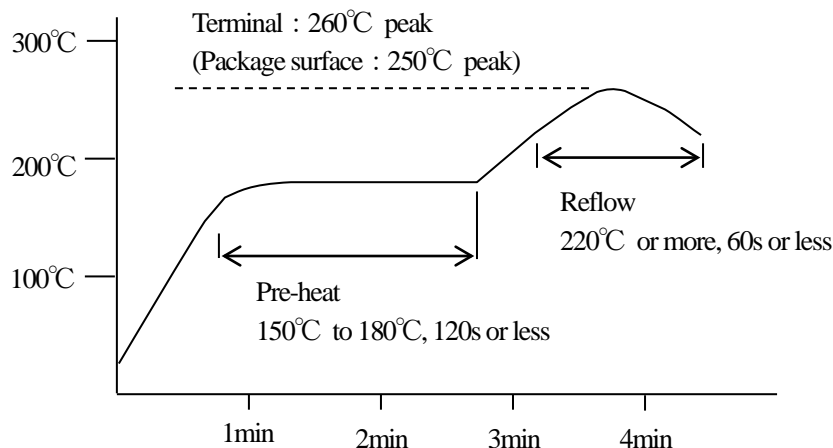 Terminal : 260℃ peak
(Package surface : 250℃ peak)
300℃
200℃
100℃
Reflow
220℃ or more, 60s or less
Pre-heat
150℃ to 180℃, 120s or less
1min
2min
3min
4min